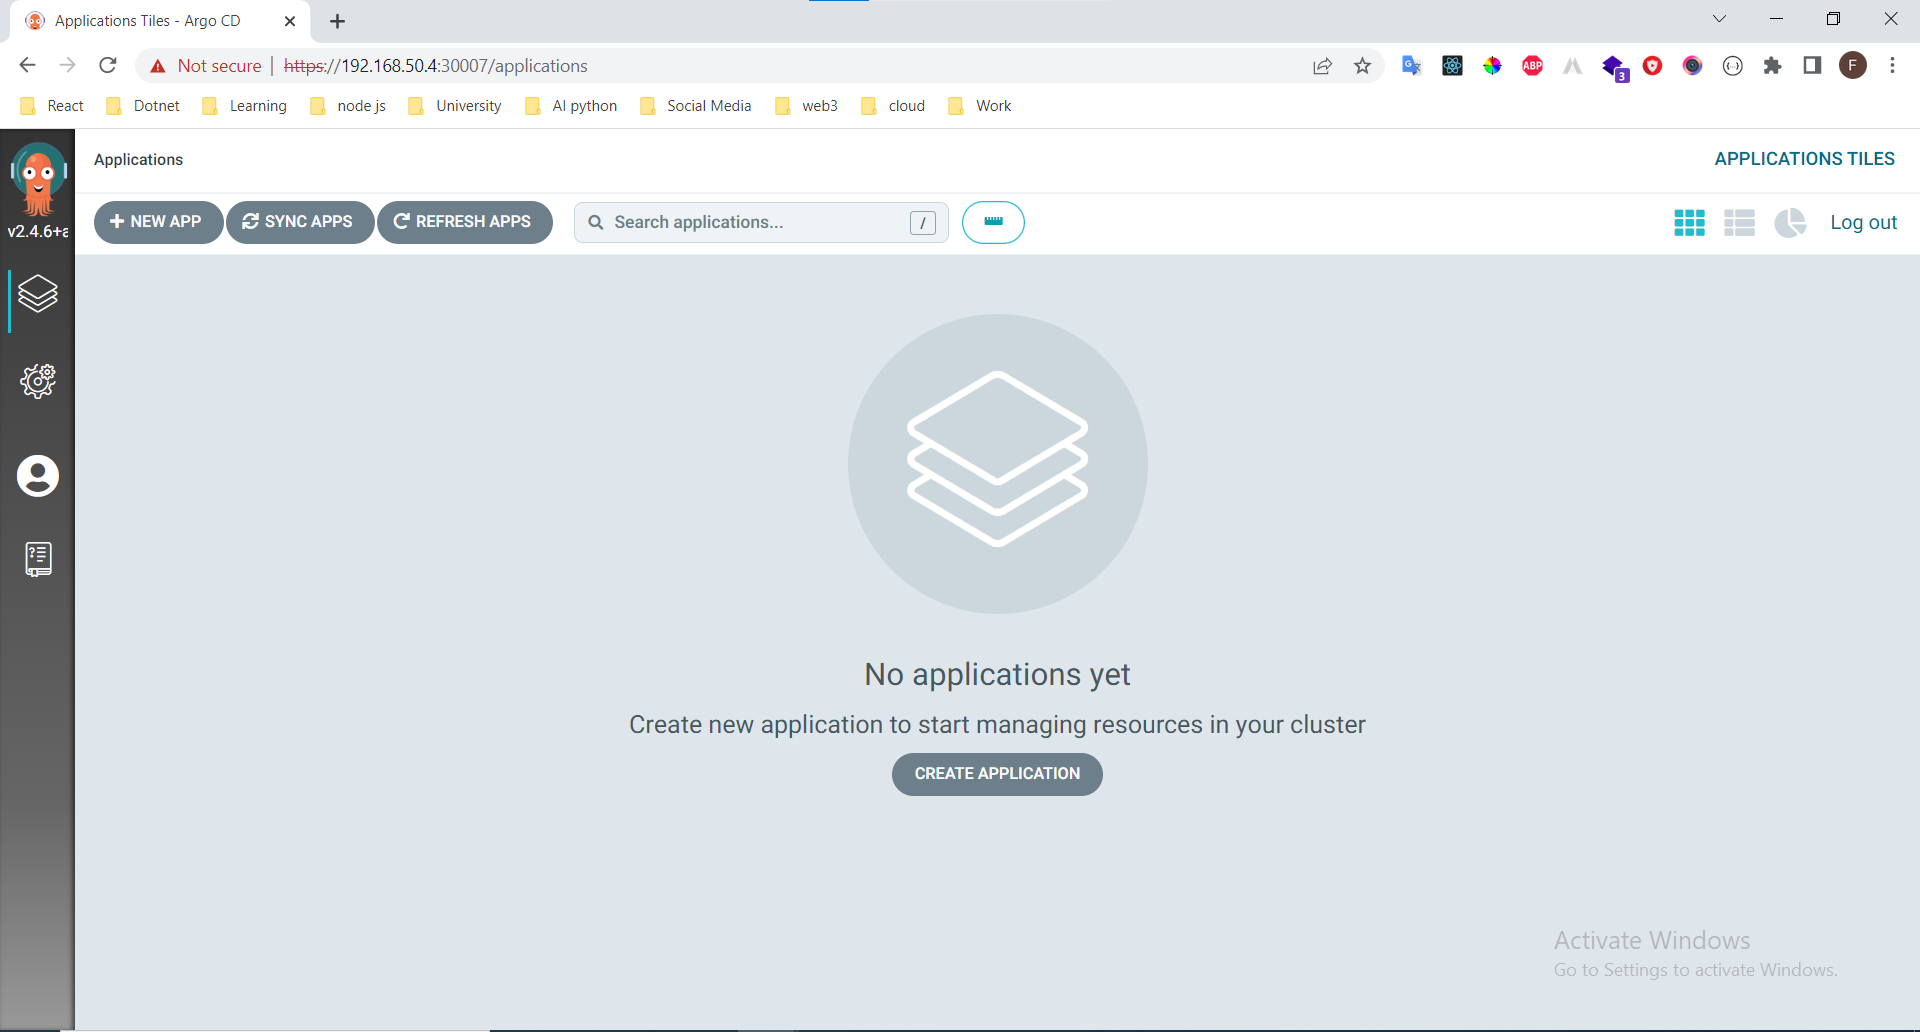 Applications Tiles - Argo CD
Not secure | https://192.168.50.4:30007/applications
ABP
3
F
React Dotnet Learning node js University AI python Social Media web3 cloud Work
Applications
APPLICATIONS TILES
v2.4.6+a
NEW APP SYNC APPS REFRESH APPS Search applications... / Log out
No applications yet
Create new application to start managing resources in your cluster
CREATE APPLICATION
Activate Windows
Go to Settings to activate Windows.